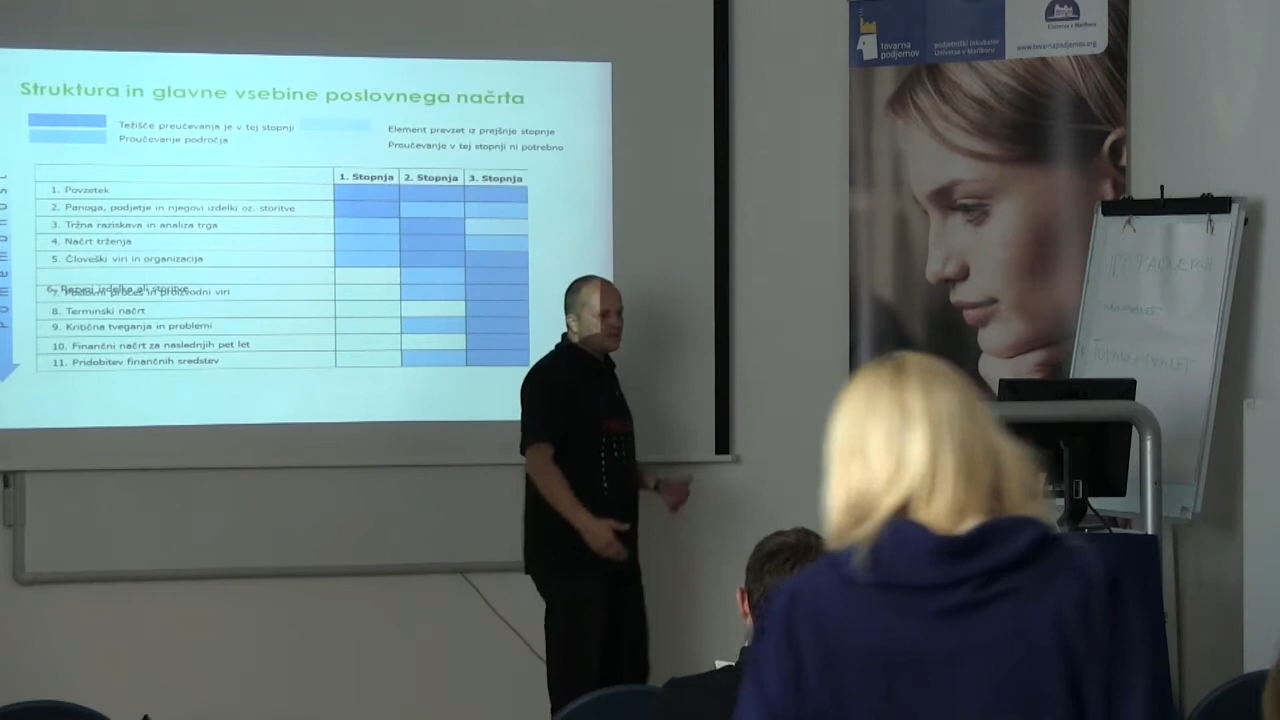 Struktura in glavne vsebine poslovnega načrta
Težišče preučevanja je v tej stopnji
Proučevanje področja
Element prevzet iz prejšnje stopnje
Proučevanje v tej stopnji ni potrebno
1. Stopnja 2. Stopnja 3. Stopnja
1. Povzetek
2. Panoga, podjetje in njegovi izdelki oz. storitve
3. Tržna raziskava in analiza trga
4. Načrt trženja
5. Človeški viri in organizacija
6. Razvoj izdelka ali storitve
7. Poslovni proces in proizvodni viri
8. Terminski načrt
9. Kritična tveganja in problemi
10. Finančni načrt za naslednjih pet let
11. Pridobitev finančnih sredstev
tovarna
podjemov
podjetniški inkubator
Univerze v Mariboru
Univerza v Mariboru
www.tovarnapodjemov.org